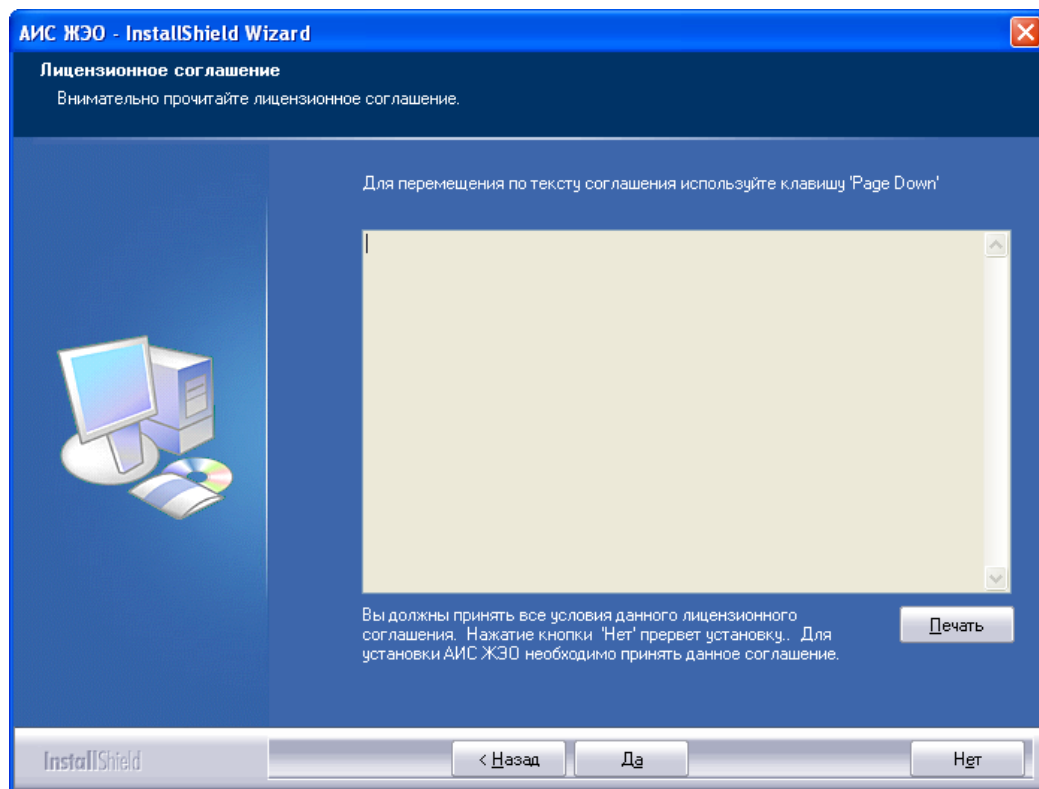 АИС ЖЭО - InstallShield Wizard
Лицензионное соглашение
Внимательно прочитайте лицензионное соглашение.
Для перемещения по тексту соглашения используйте клавишу 'Page Down'
Вы должны принять все условия данного лицензионного
соглашения. Нажатие кнопки 'Нет' прервет установку.. Для
установки АИС ЖЭО необходимо принять данное соглашение.
Печать
InstallShield
< Назад
Да
Нет